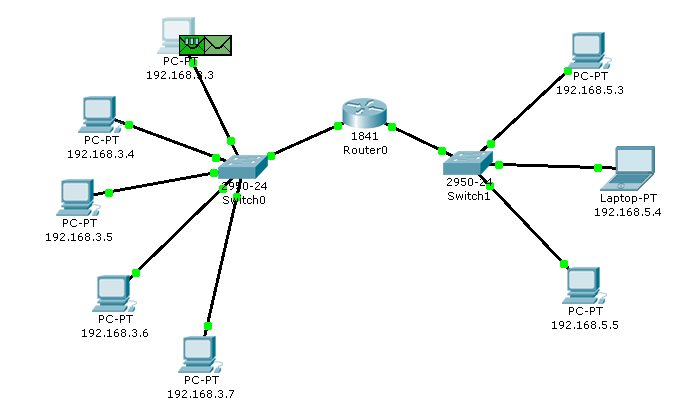 PC-PT
192.168.3.3
PC-PT
192.168.3.4
PC-PT
192.168.3.5
PC-PT
192.168.3.6
PC-PT
192.168.3.7
2950-24
Switch0
1841
Router0
2950-24
Switch1
PC-PT
192.168.5.3
Laptop-PT
192.168.5.4
PC-PT
192.168.5.5